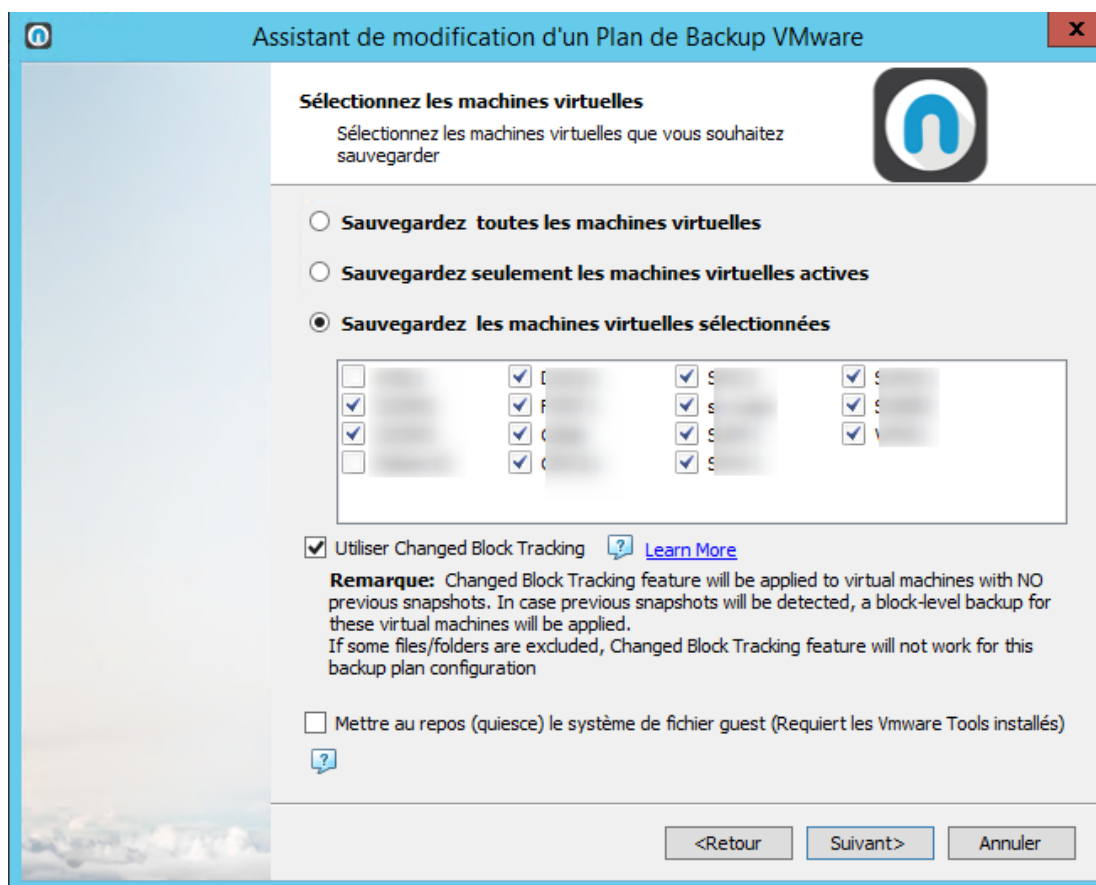 Assistant de modification d'un Plan de Backup VMware
x
Sélectionnez les machines virtuelles
Sélectionnez les machines virtuelles que vous souhaitez
sauvegarder
Sauvegardez toutes les machines virtuelles
Sauvegardez seulement les machines virtuelles actives
Sauvegardez les machines virtuelles sélectionnées
Utiliser Changed Block Tracking ? Learn More
Remarque: Changed Block Tracking feature will be applied to virtual machines with NO
previous snapshots. In case previous snapshots will be detected, a block-level backup for
these virtual machines will be applied.
If some files/folders are excluded, Changed Block Tracking feature will not work for this
backup plan configuration
Mettre au repos (quiesce) le système de fichier guest (Requiert les Vmware Tools installés)
?
<Retour Suivant> Annuler